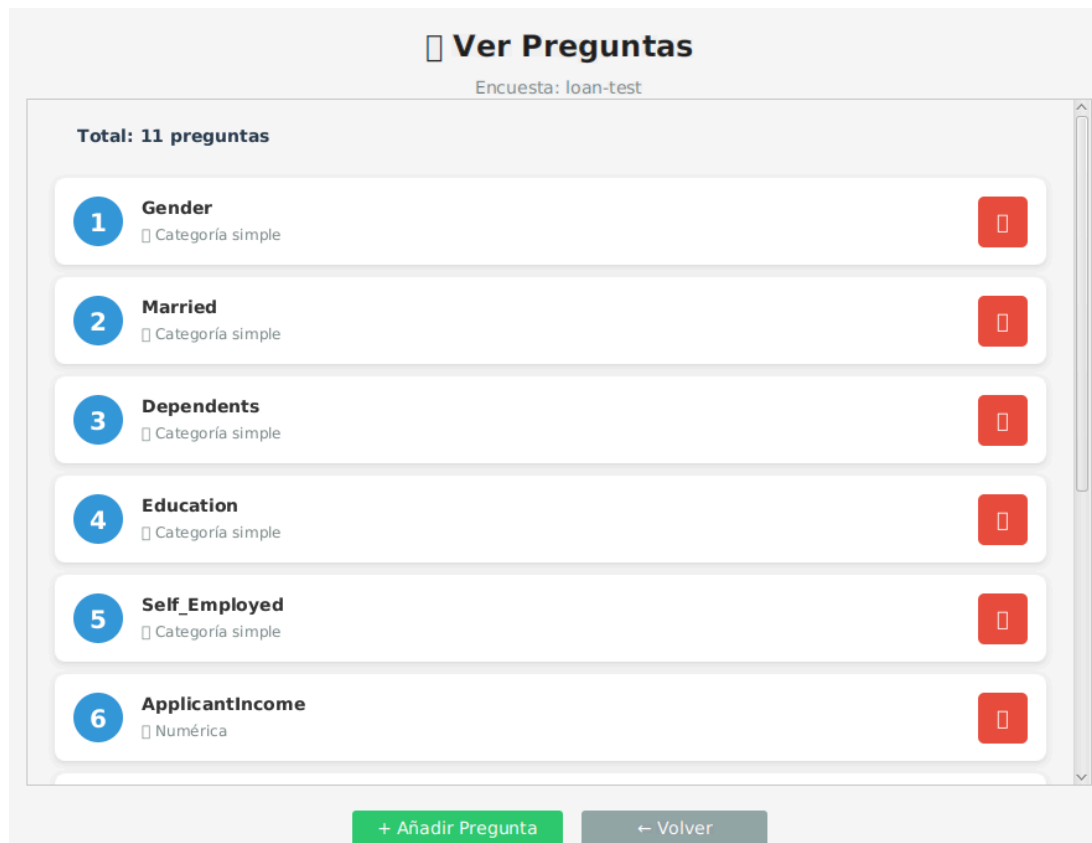 Ver Preguntas
Encuesta: loan-test
Total: 11 preguntas
1
Gender
Categoría simple
2
Married
Categoría simple
3
Dependents
Categoría simple
4
Education
Categoría simple
5
Self_Employed
Categoría simple
6
ApplicantIncome
Numérica
+ Añadir Pregunta
← Volver